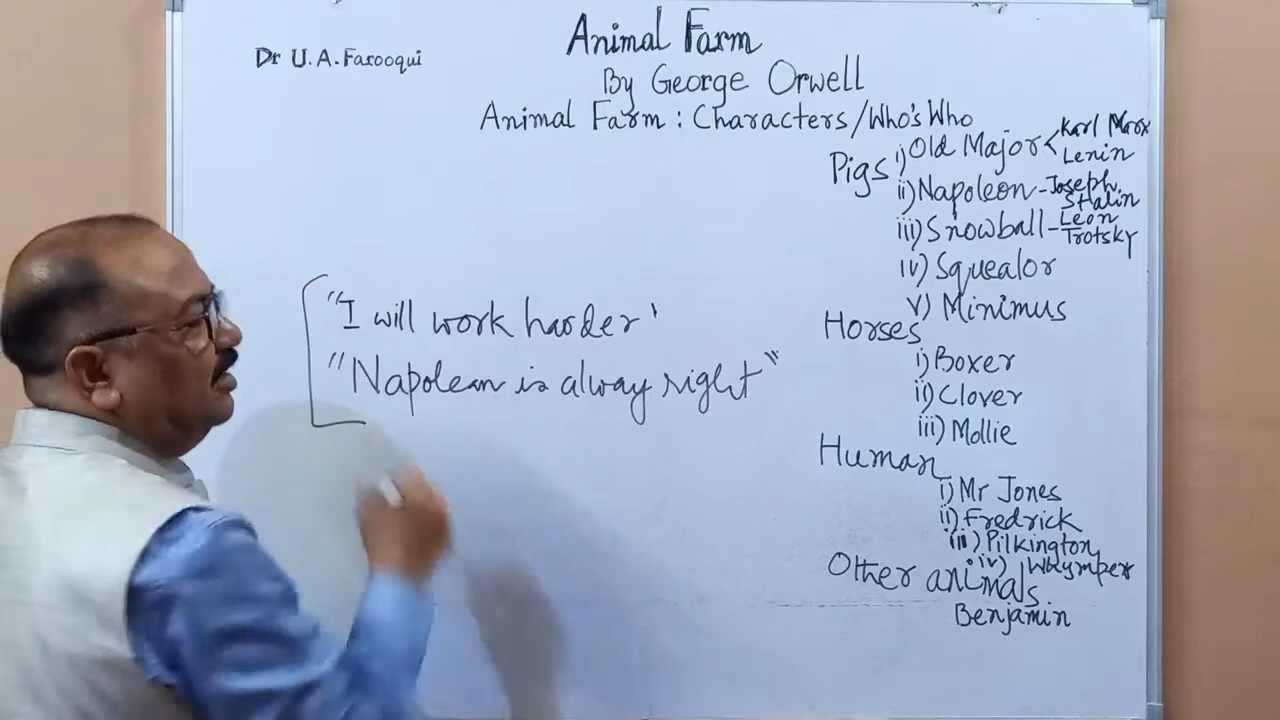 Dr U.A. Farooqui
Animal Farm
By George Orwell
Animal Farm : Characters/Who's Who
Pigs i) Old Major < Karl Marx
Lenin
ii) Napoleon - Joseph Stalin
iii) Snowball - Leon Trotsky
iv) Squealor
v) Minimus
Horses
i) Boxer
ii) Clover
iii) Mollie
Human
i) Mr Jones
ii) Fredrick
iii) Pilkington
iv) Whymper
Other animals
Benjamin
"I will work harder'
"Napolean is alway right"